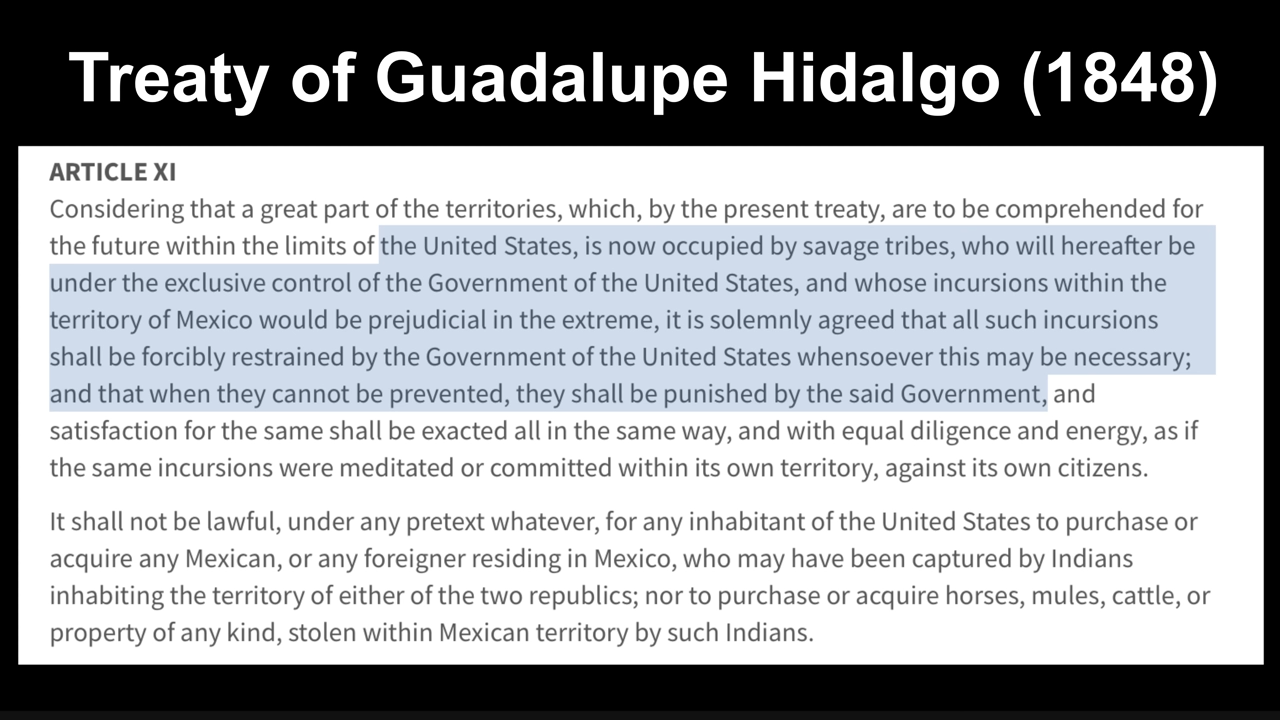 Treaty of Guadalupe Hidalgo (1848)
ARTICLE XI
Considering that a great part of the territories, which, by the present treaty, are to be comprehended for
the future within the limits of the United States, is now occupied by savage tribes, who will hereafter be
under the exclusive control of the Government of the United States, and whose incursions within the
territory of Mexico would be prejudicial in the extreme, it is solemnly agreed that all such incursions
shall be forcibly restrained by the Government of the United States whensoever this may be necessary;
and that when they cannot be prevented, they shall be punished by the said Government, and
satisfaction for the same shall be exacted all in the same way, and with equal diligence and energy, as if
the same incursions were meditated or committed within its own territory, against its own citizens.
It shall not be lawful, under any pretext whatever, for any inhabitant of the United States to purchase or
acquire any Mexican, or any foreigner residing in Mexico, who may have been captured by Indians
inhabiting the territory of either of the two republics; nor to purchase or acquire horses, mules, cattle, or
property of any kind, stolen within Mexican territory by such Indians.